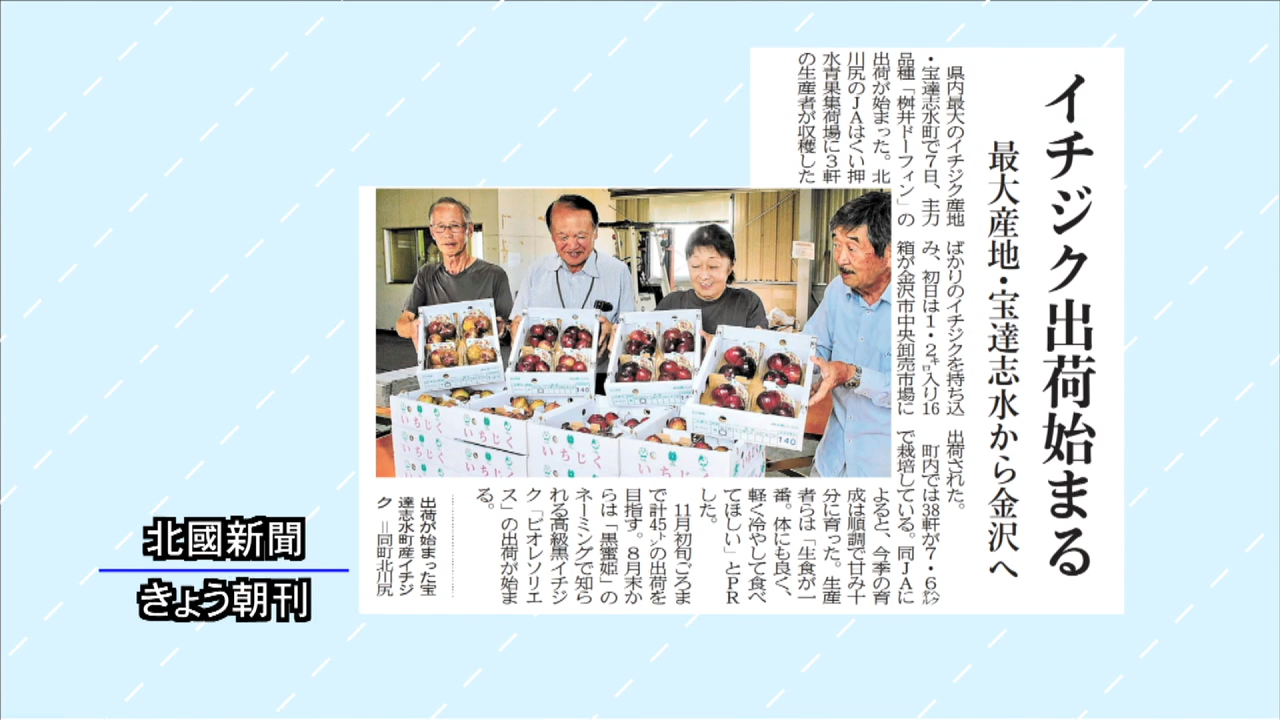 イチジク出荷始まる
最大産地・宝達志水から金沢へ
県内最大のイチジク産地
・宝達志水町で7日、主力
品種「桝井ドーフィン」の
出荷が始まった。北
川尻のJAはくい押
水青果集荷場に3軒
の生産者が収穫した
ばかりのイチジクを持ち込
み、初日は1・2㌔入り16
箱が金沢市中央卸売市場に
出荷された。
町内では38軒が7・6㌶
で栽培している。同JAに
よると、今季の育
成は順調で甘み十
分に育った。生産
者らは「生食が一
番。体にも良く、
軽く冷やして食べ
てほしい」とPR
した。
11月初旬ごろま
で計45㌧の出荷を
目指す。8月末か
らは「黒蜜姫」の
ネーミングで知ら
れる高級黒イチジ
ク「ビオレソリエ
ス」の出荷が始ま
る。
出荷が始まった宝
達志水町産イチジ
ク ＝同町北川尻
いちじく
いちじく
いちじく
140
140
北國新聞
きょう朝刊